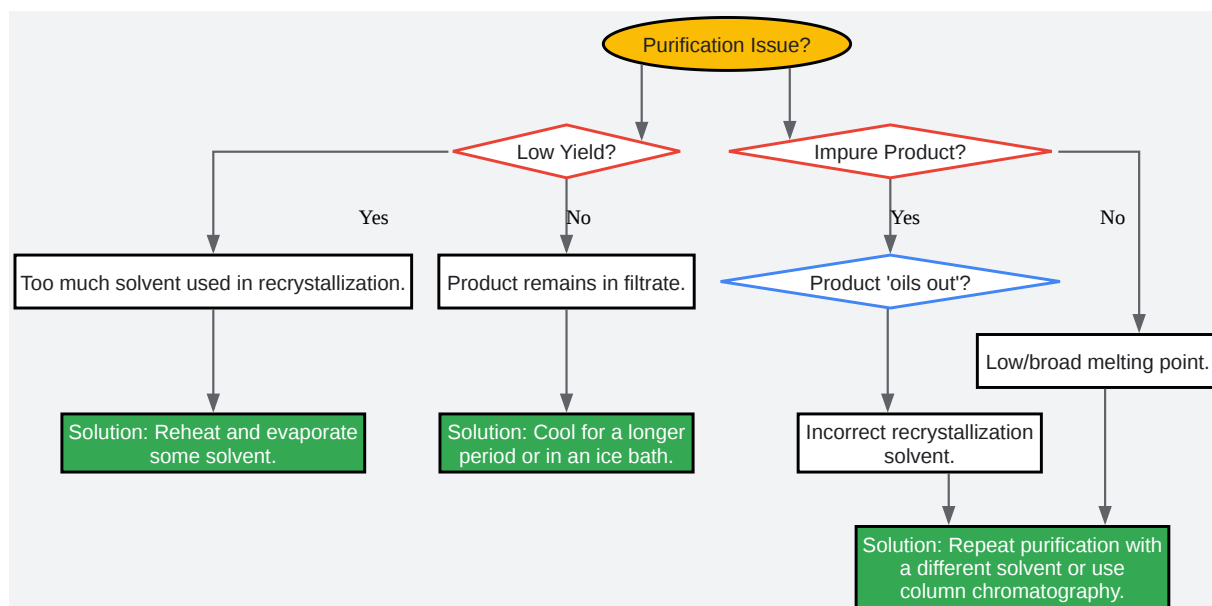 Purification Issue?
Low Yield?
Impure Product?
Yes
No
Yes
No
Too much solvent used in recrystallization.
Product remains in filtrate.
Product 'oils out'?
Low/broad melting point.
Solution: Reheat and evaporate
some solvent.
Solution: Cool for a longer
period or in an ice bath.
Incorrect recrystallization
solvent.
Solution: Repeat purification with
a different solvent or use
column chromatography.